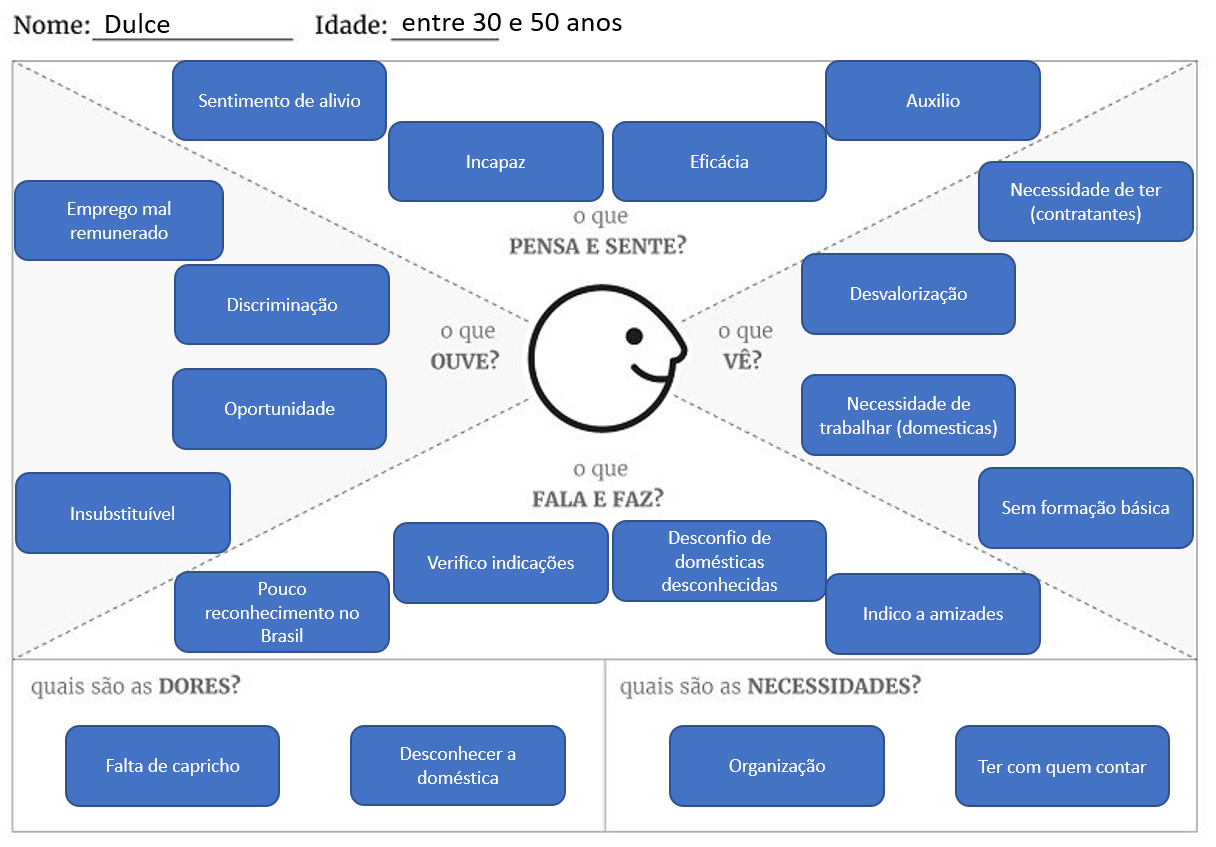 Nome: Dulce Idade: entre 30 e 50 anos
Sentimento de alivio
Incapaz
Eficácia
Auxilio
o que
PENSA E SENTE?
Emprego mal
remunerado
Discriminação
Oportunidade
Insubstituível
o que
OUVE?
o que
VÊ?
Necessidade de ter
(contratantes)
Desvalorização
Necessidade de
trabalhar (domesticas)
Sem formação básica
o que
FALA E FAZ?
Pouco
reconhecimento no
Brasil
Verifico indicações
Desconfio de
domésticas
desconhecidas
Indico a amizades
quais são as DORES?
Falta de capricho
Desconhecer a
doméstica
quais são as NECESSIDADES?
Organização
Ter com quem contar